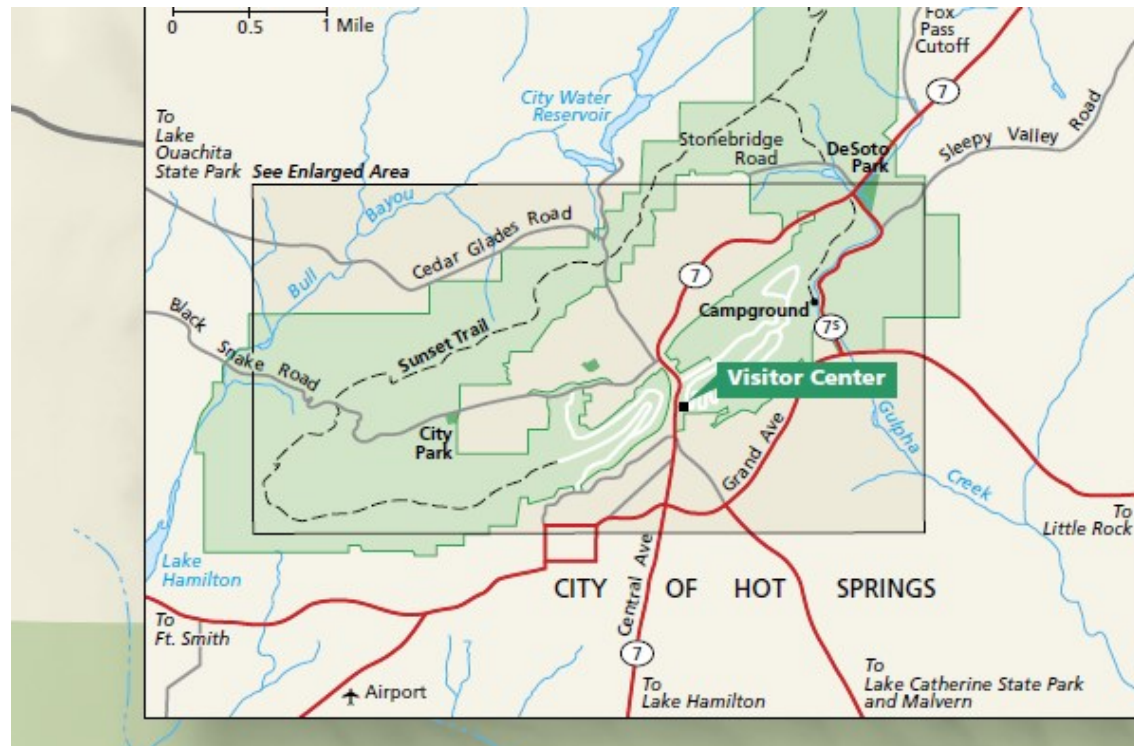 0 0.5 1 Mile
Fox
Pass
Cutoff
7
City Water
Reservoir
To
Lake
Ouachita
State Park
See Enlarged Area
Stonebridge
Road
DeSoto
Park
Sleepy Valley Road
Bull Bayou
Cedar Glades Road
7
Campground
7S
Black Snake Road
Sunset Trail
Visitor Center
City
Park
Grand Ave
Gulpha Creek
To
Little Rock
Lake
Hamilton
CITY OF HOT SPRINGS
Central Ave
To
Ft. Smith
7
Airport
To
Lake Hamilton
To
Lake Catherine State Park
and Malvern